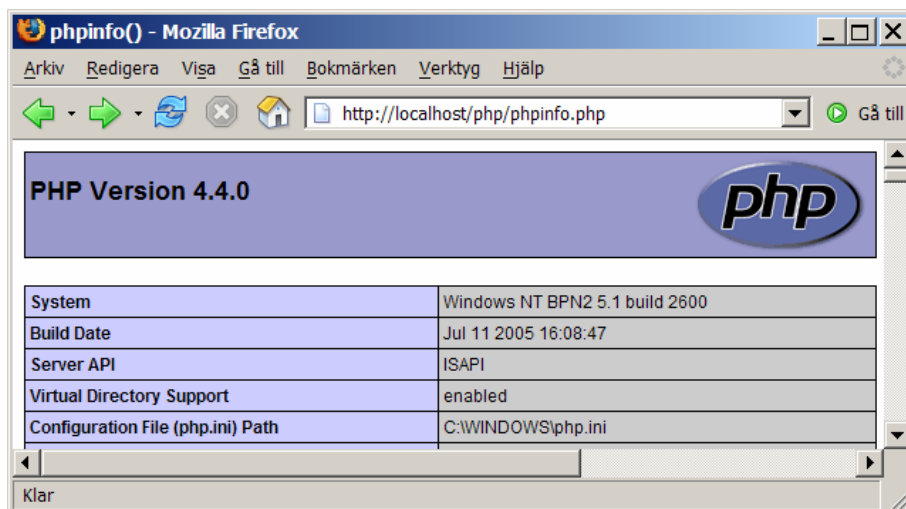 phpinfo() - Mozilla Firefox
Arkiv Redigera Visa Gå till Bokmärken Verktyg Hjälp
http://localhost/php/phpinfo.php Gå till
PHP Version 4.4.0
php
System Windows NT BPN2 5.1 build 2600
Build Date Jul 11 2005 16:08:47
Server API ISAPI
Virtual Directory Support enabled
Configuration File (php.ini) Path C:\WINDOWS\php.ini
Klar